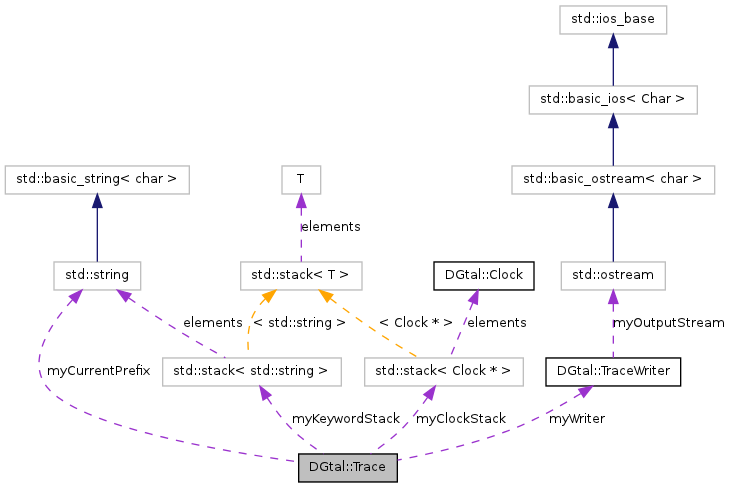 std::ios_base
std::basic_ios< Char >
std::basic_string< char >
T
std::basic_ostream< char >
elements
std::string
std::stack< T >
DGtal::Clock
std::ostream
elements
< std::string >
< Clock * >
elements
myOutputStream
myCurrentPrefix
std::stack< std::string >
std::stack< Clock * >
DGtal::TraceWriter
myKeywordStack
myClockStack
myWriter
DGtal::Trace